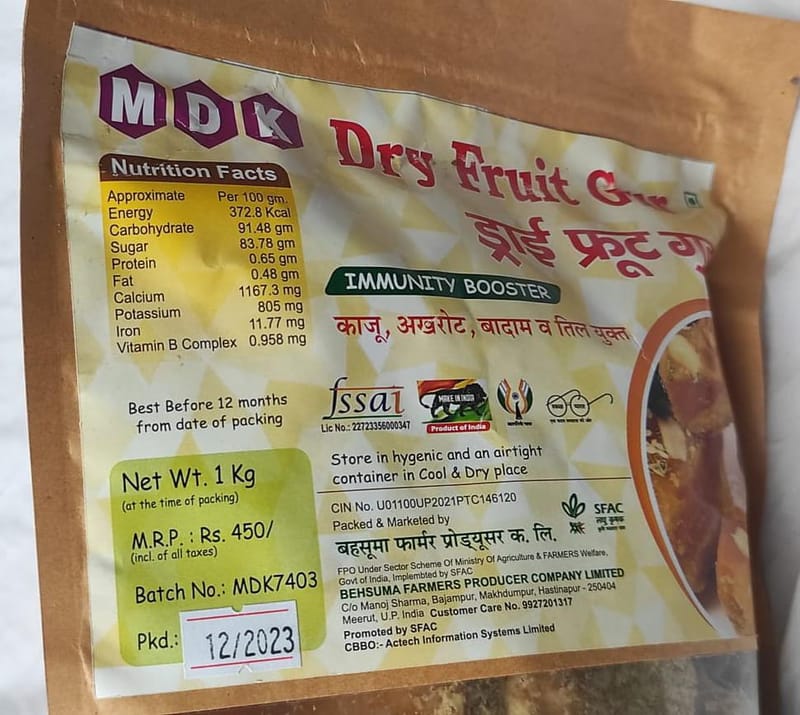 MDK
Dry Fruit Gur
ड्राई फ्रूट
IMMUNITY BOOSTER
काजू, अखरोट, बादाम व तिल युक्त
Nutrition Facts
Approximate Per 100 gm.
Energy 372.8 Kcal
Carbohydrate 91.48 gm
Sugar 83.78 gm
Protein 0.65 gm
Fat 0.48 gm
Calcium 1167.3 mg
Potassium 805 mg
Iron 11.77 mg
Vitamin B Complex 0.958 mg
Best Before 12 months
from date of packing
fssai
Lic No.: 22723356000347
MAKE IN INDIA
Product of India
Store in hygenic and an airtight
container in Cool & Dry place
Net Wt. 1 Kg
(at the time of packing)
M.R.P. : Rs. 450/
(incl. of all taxes)
Batch No.: MDK7403
Pkd.: 12/2023
CIN No. U01100UP2021PTC146120
Packed & Marketed by
बहसूमा फार्मर प्रोड्यूसर क. लि.
SFAC
लघु कृषक
FPO Under Sector Scheme Of Ministry Of Agriculture & FARMERS Welfare,
Govt of India, Implembted by SFAC
BEHSUMA FARMERS PRODUCER COMPANY LIMITED
C/o Manoj Sharma, Bajampur, Makhdumpur, Hastinapur - 250404
Meerut, U.P. India Customer Care No. 9927201317
Promoted by SFAC
CBBO:- Actech Information Systems Limited